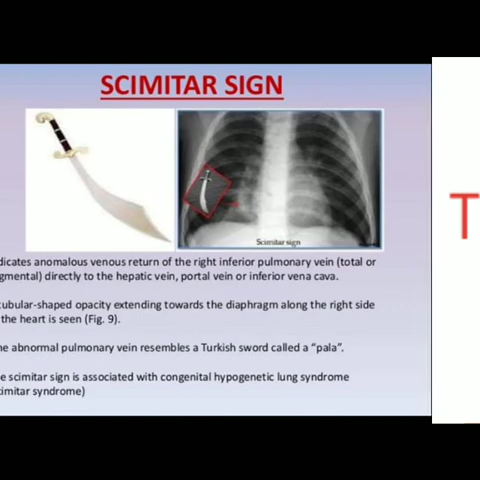 SCIMITAR SIGN
Scimitar sign
dicates anomalous venous return of the right inferior pulmonary vein (total or
gmental) directly to the hepatic vein, portal vein or inferior vena cava.
tubular-shaped opacity extending towards the diaphragm along the right side
the heart is seen (Fig. 9).
ne abnormal pulmonary vein resembles a Turkish sword called a “pala”.
e scimitar sign is associated with congenital hypogenetic lung syndrome
cimitar syndrome)
T